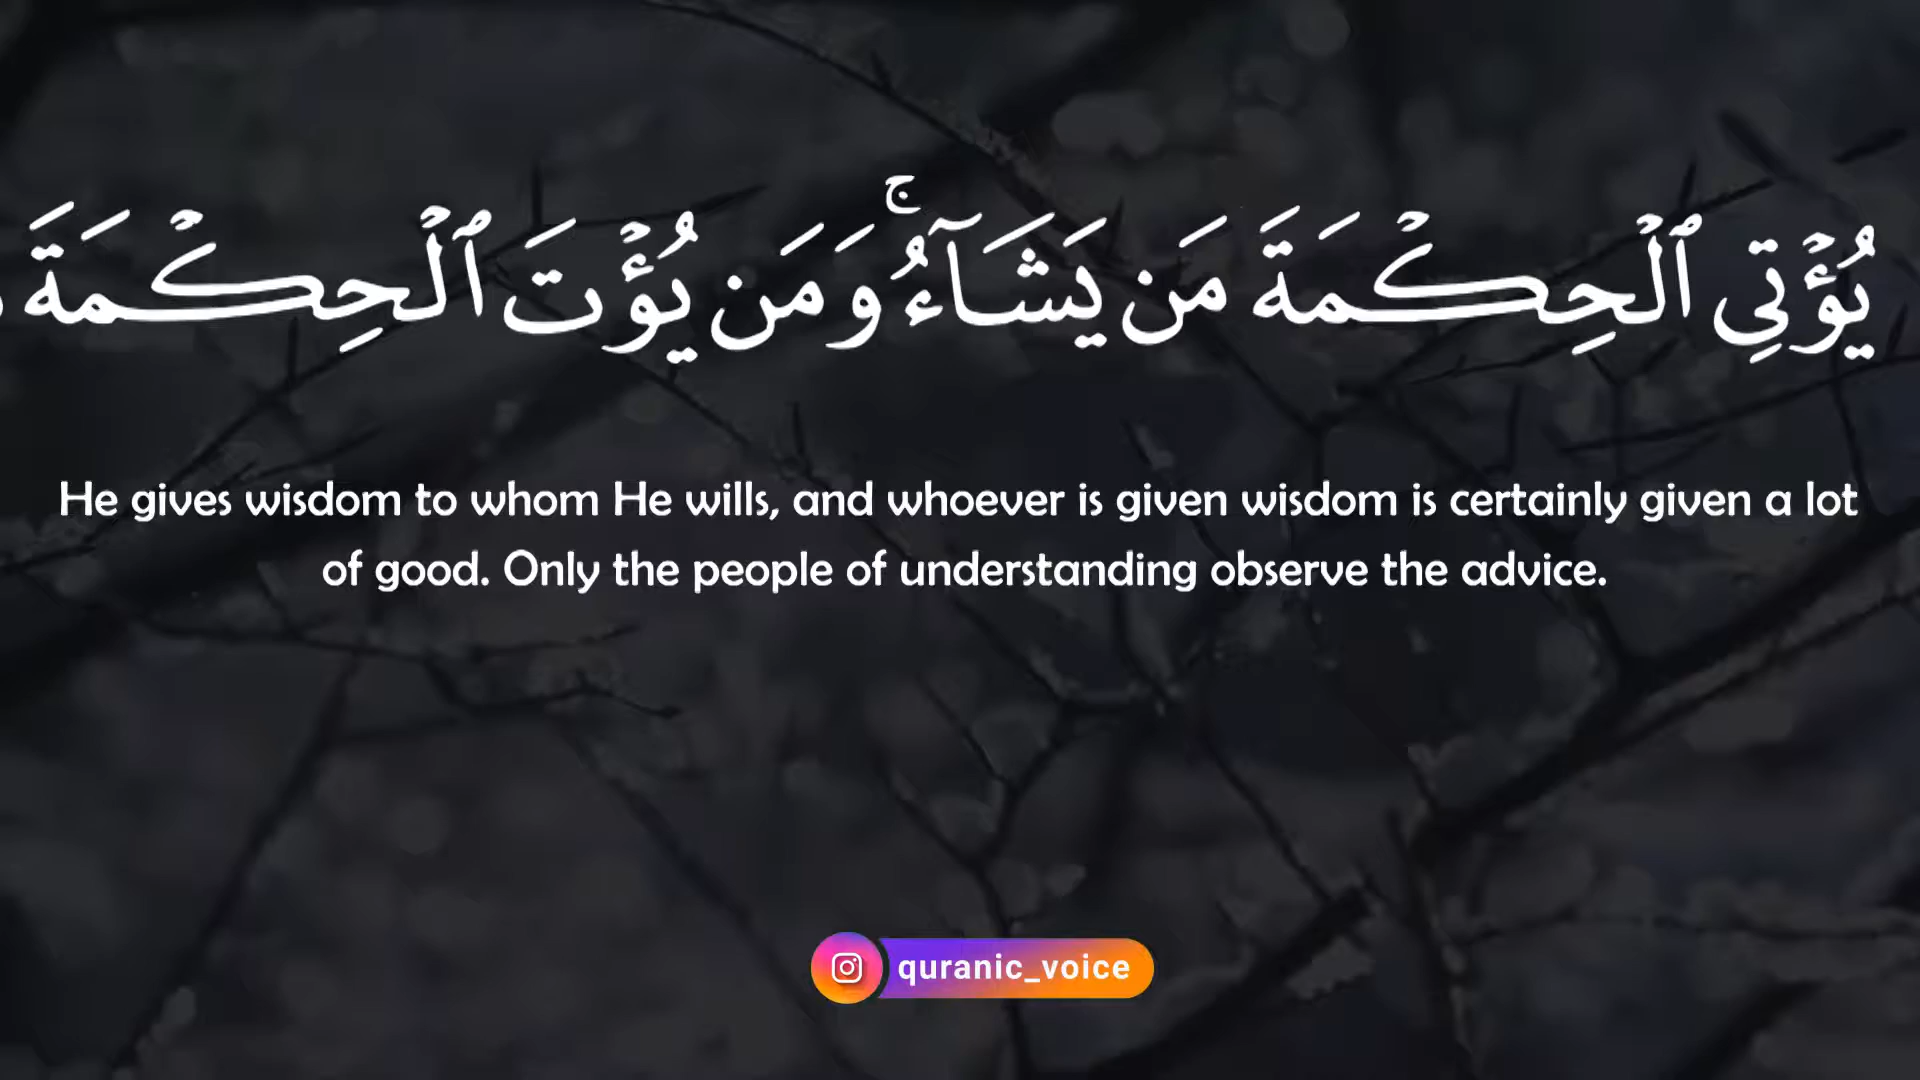 يُؤۡتِي ٱلۡحِكۡمَةَ مَن يَشَآءُۚ وَمَن يُؤۡتَ ٱلۡحِكۡمَةَ
He gives wisdom to whom He wills, and whoever is given wisdom is certainly given a lot
of good. Only the people of understanding observe the advice.
quranic_voice